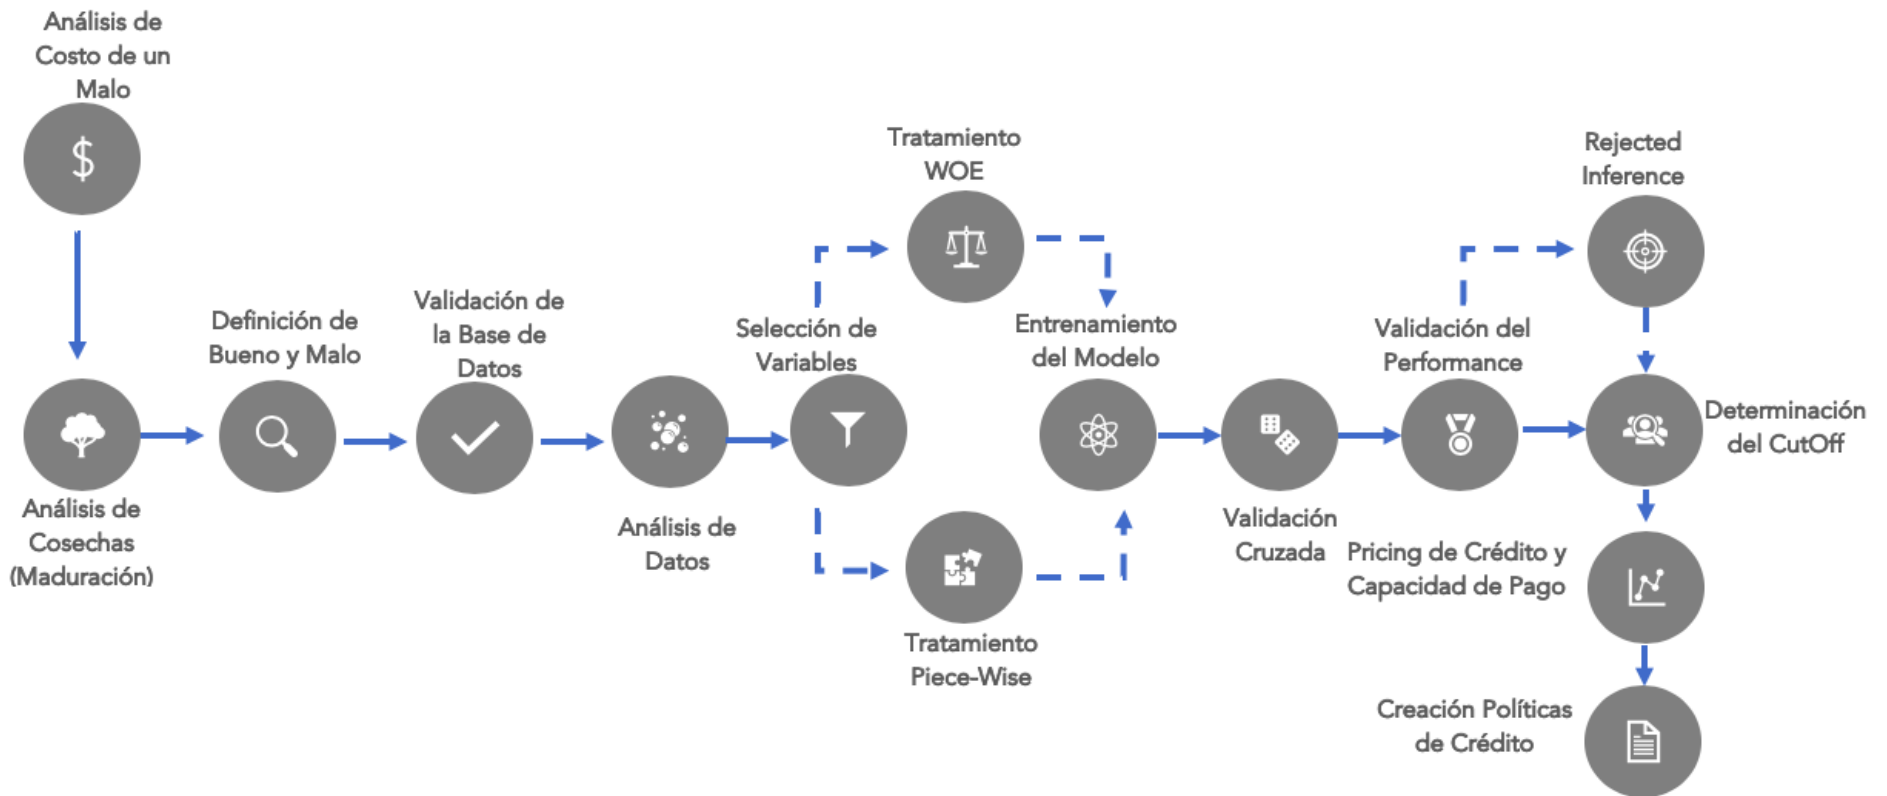 Análisis de
Costo de un
Malo
$
Análisis de
Cosechas
(Maduración)
Definición de
Bueno y Malo
Validación de
la Base de
Datos
Análisis de
Datos
Selección de
Variables
Tratamiento
WOE
Tratamiento
Piece-Wise
Entrenamiento
del Modelo
Validación
Cruzada
Validación del
Performance
Rejected
Inference
Determinación
del CutOff
Pricing de Crédito y
Capacidad de Pago
Creación Políticas
de Crédito